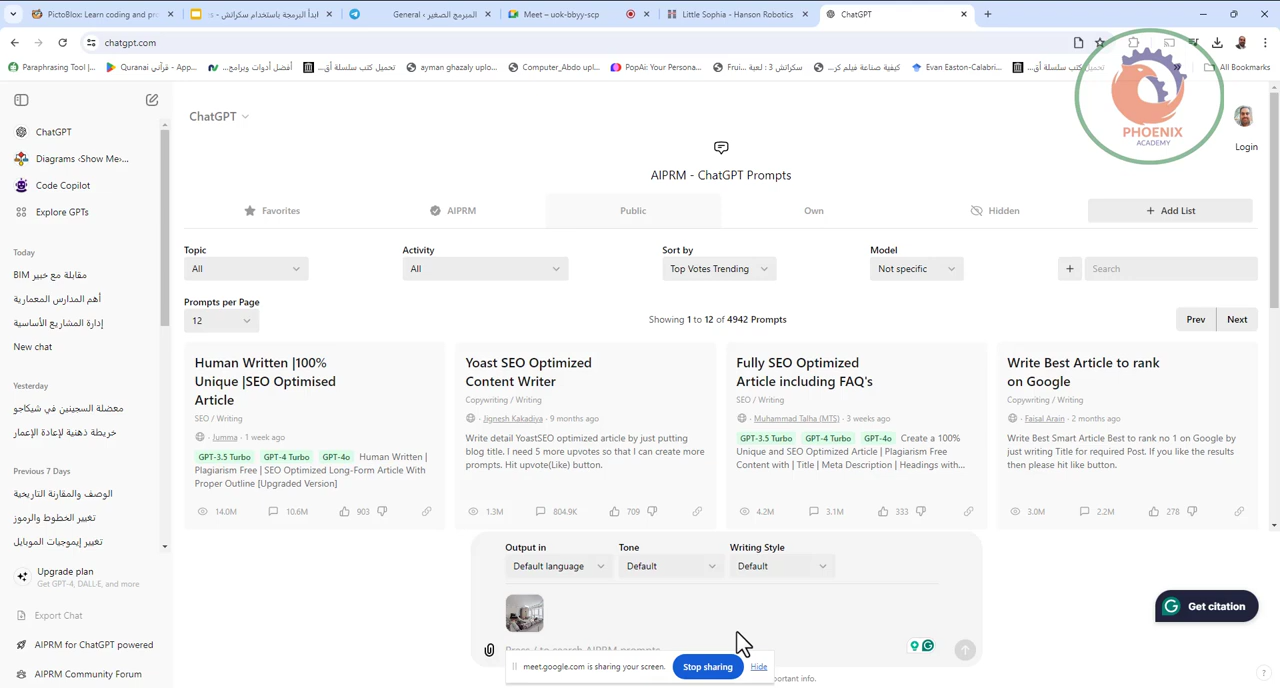 PictoBlox: Learn coding and pr
ابدأ البرمجة باستخدام سكراتش
General › المبرمج الصغير
Meet – uok-bbyy-scp
Little Sophia - Hanson Robotics
ChatGPT
chatgpt.com
Paraphrasing Tool |...
Quranai قرآني - App...
أفضل أدوات وبرامج...
تحميل كتب سلسلة أق...
ayman ghazaly uplo...
Computer_Abdo upl...
PopAi: Your Persona...
سكراتش 3 : لعبة Frui...
كيفية صناعة فيلم كر...
Evan Easton-Calabri...
تحميل كتب سلسلة أق...
All Bookmarks
PHOENIX
ACADEMY
ChatGPT
Diagrams ‹Show Me›...
Code Copilot
Explore GPTs
Today
مقابلة مع خبير BIM
أهم المدارس المعمارية
إدارة المشاريع الأساسية
New chat
Yesterday
معضلة السجينين في شيكاجو
خريطة ذهنية لإعادة الإعمار
Previous 7 Days
الوصف والمقارنة التاريخية
تغيير الخطوط والرموز
تغيير إيموجيات الموبايل
Upgrade plan
Get GPT-4, DALL·E, and more
Export Chat
AIPRM for ChatGPT powered
AIPRM Community Forum
ChatGPT
Login
AIPRM - ChatGPT Prompts
Favorites
AIPRM
Public
Own
Hidden
+ Add List
Topic
Activity
Sort by
Model
All
All
Top Votes Trending
Not specific
+
Search
Prompts per Page
12
Showing 1 to 12 of 4942 Prompts
Prev
Next
Human Written |100%
Unique |SEO Optimised
Article
SEO / Writing
· Jumma · 1 week ago
GPT-3.5 Turbo GPT-4 Turbo GPT-4o Human Written |
Plagiarism Free | SEO Optimized Long-Form Article With
Proper Outline [Upgraded Version]
14.0M 10.6M 903
Yoast SEO Optimized
Content Writer
Copywriting / Writing
· Jignesh Kakadiya · 9 months ago
Write detail YoastSEO optimized article by just putting
blog title. I need 5 more upvotes so that I can create more
prompts. Hit upvote(Like) button.
1.3M 804.9K 709
Fully SEO Optimized
Article including FAQ's
SEO / Writing
· Muhammad Talha (MTS) · 3 weeks ago
GPT-3.5 Turbo GPT-4 Turbo GPT-4o Create a 100%
Unique and SEO Optimized Article | Plagiarism Free
Content with | Title | Meta Description | Headings with...
4.2M 3.1M 333
Write Best Article to rank
on Google
Copywriting / Writing
· Faisal Arain · 2 months ago
Write Best Smart Article Best to rank no 1 on Google by
just writing Title for required Post. If you like the results
then please hit like button.
3.0M 2.2M 278
Output in
Tone
Writing Style
Default language
Default
Default
meet.google.com is sharing your screen.
Stop sharing
Hide
portant info.
Get citation
?